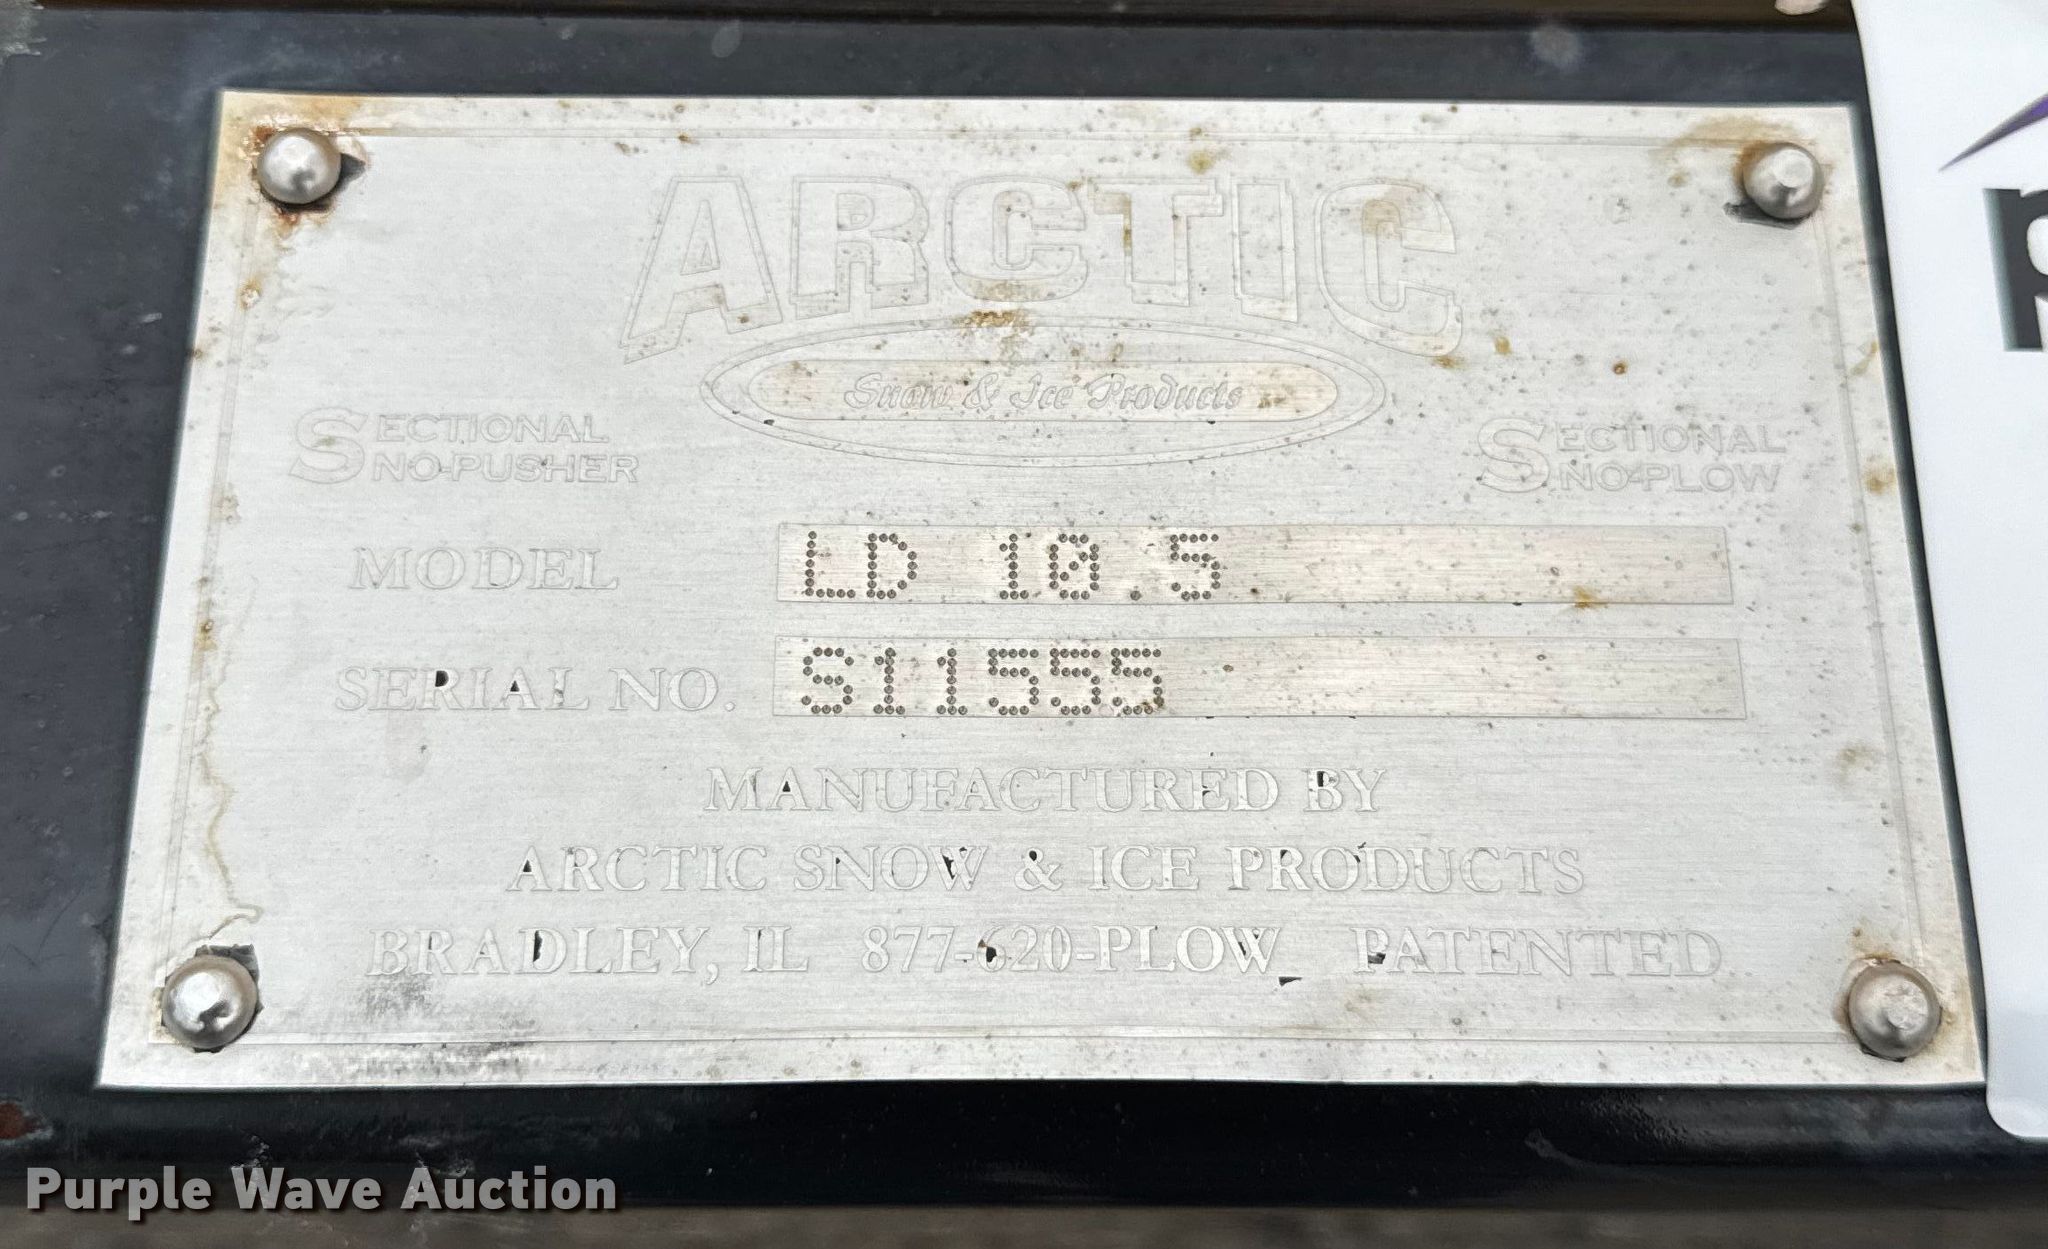 ARCTIC
Snow & Ice Products
SECTIONAL
SNO-PUSHER
SECTIONAL
SNO-PLOW
MODEL LD 10.5
SERIAL NO. S11555
MANUFACTURED BY
ARCTIC SNOW & ICE PRODUCTS
BRADLEY, IL 877-620-PLOW PATENTED
p
Purple Wave Auction